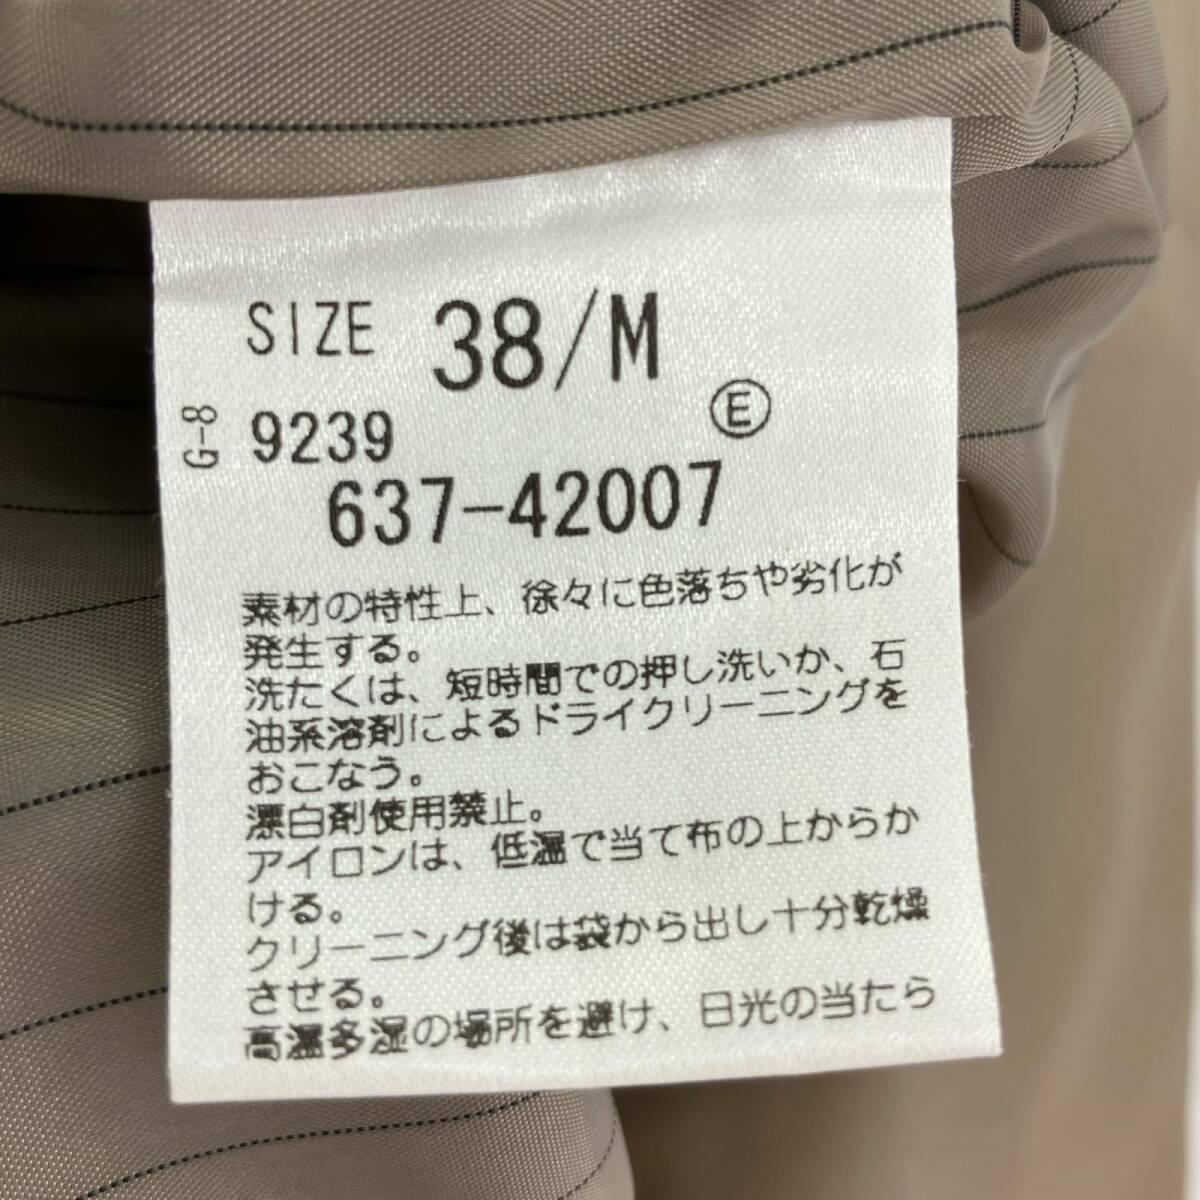 SIZE 38/M
G-8
9239 Ⓔ
637-42007
素材の特性上、徐々に色落ちや劣化が
発生する。
洗たくは、短時間での押し洗いか、石
油系溶剤によるドライクリーニングを
おこなう。
漂白剤使用禁止。
アイロンは、低温で当て布の上からか
ける。
クリーニング後は袋から出し十分乾燥
させる。
高温多湿の場所を避け、日光の当たら